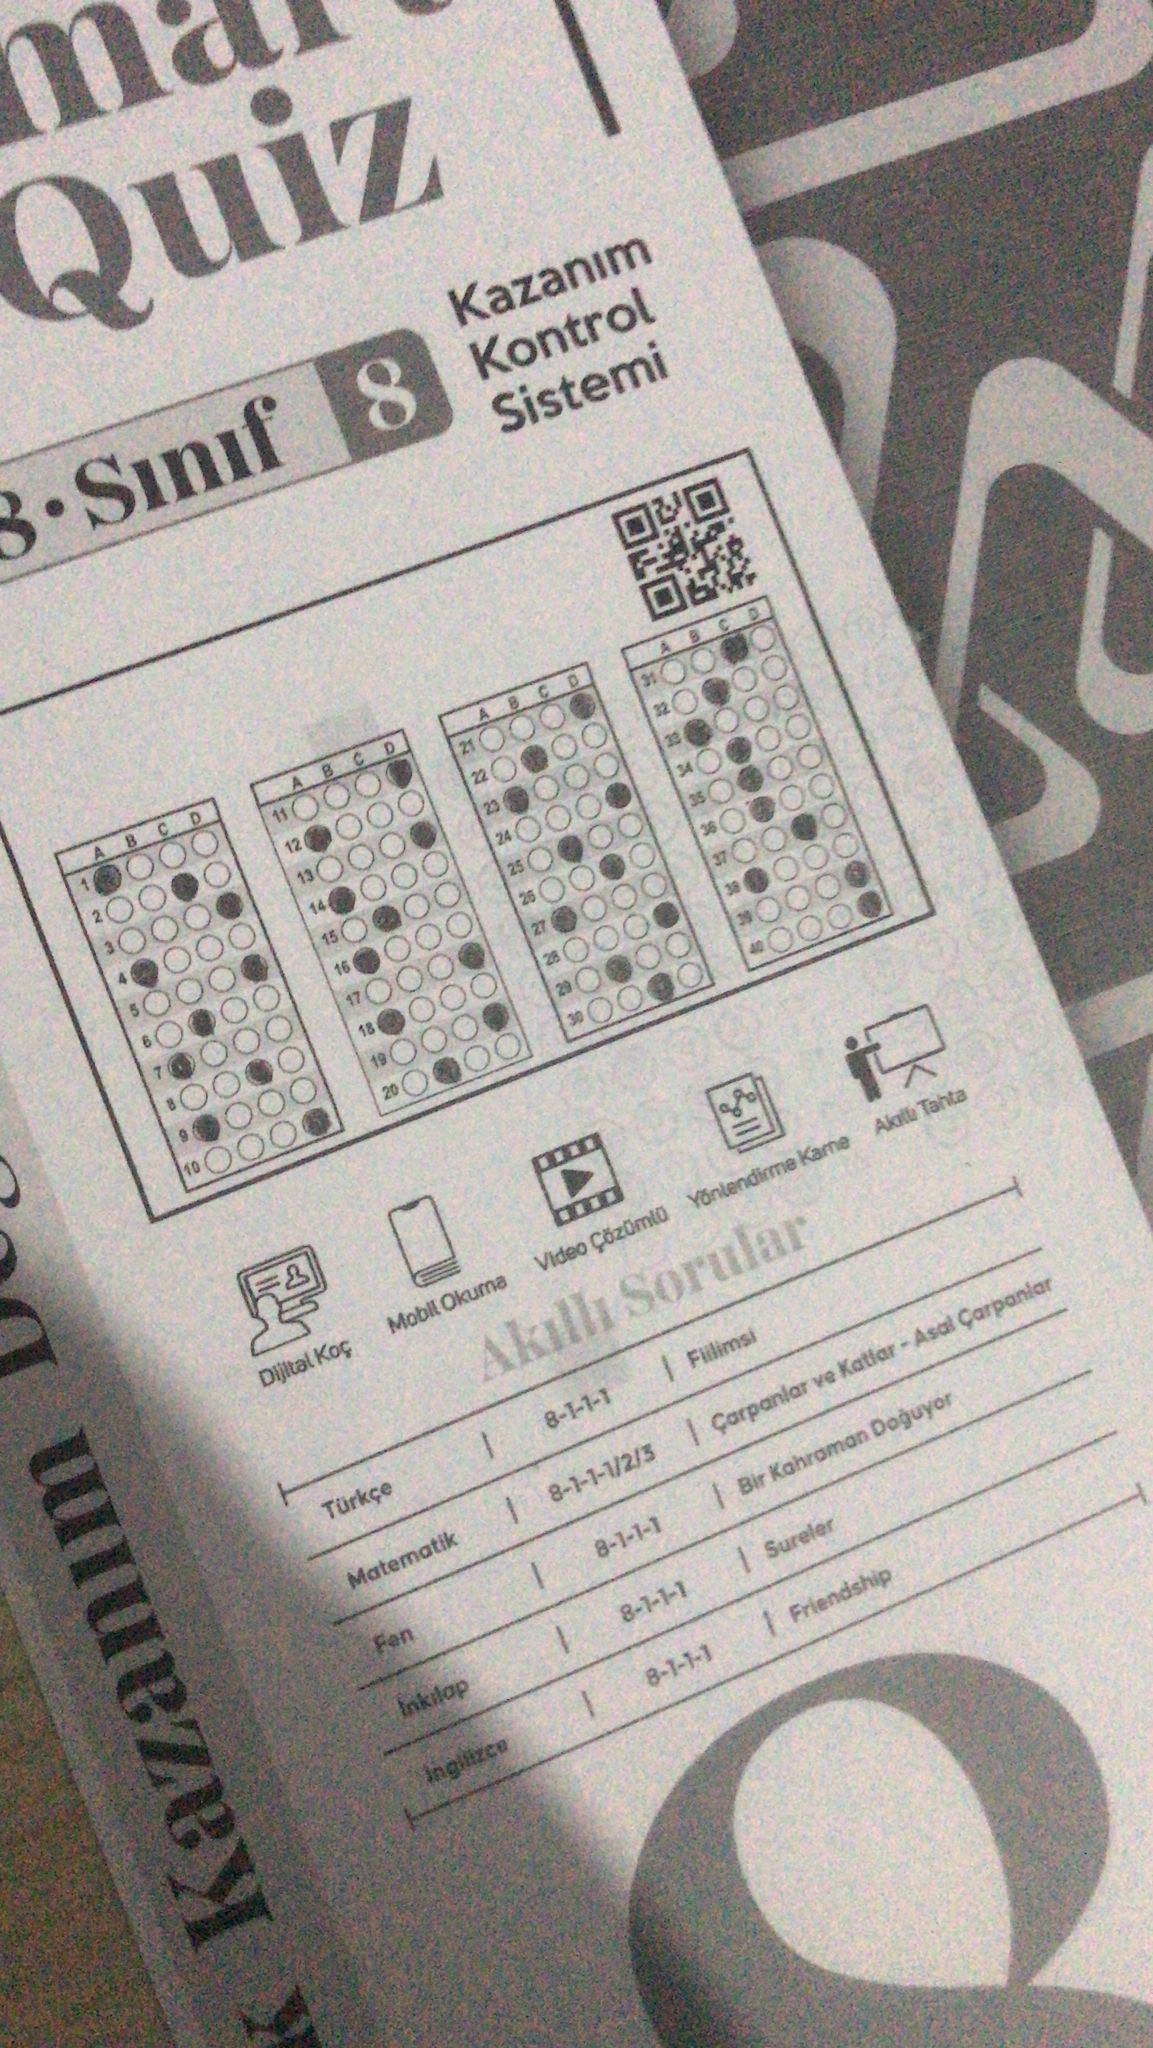 Quiz
Kazanım
Kontrol
Sistemi
8.Sınıf 8
A B C D
1
2
3
4
5
6
7
8
9
10
A B C D
11
12
13
14
15
16
17
18
19
20
A B C D
21
22
23
24
25
26
27
28
29
30
A B C D
31
32
33
34
35
36
37
38
39
40
Dijital Koç
Mobil Okuma
Video Çözümlü
Yönlendirme Karne
Akıllı Tahta
Akıllı Sorular
Türkçe | 8-1-1-1 | Fiilimsi
Matematik | 8-1-1-1/2/3 | Çarpanlar ve Katlar - Asal Çarpanlar
Fen | 8-1-1-1 | Bir Kahraman Doğuyor
İnkılap | 8-1-1-1 | Sureler
İngilizce | 8-1-1-1 | Friendship
Kazanım